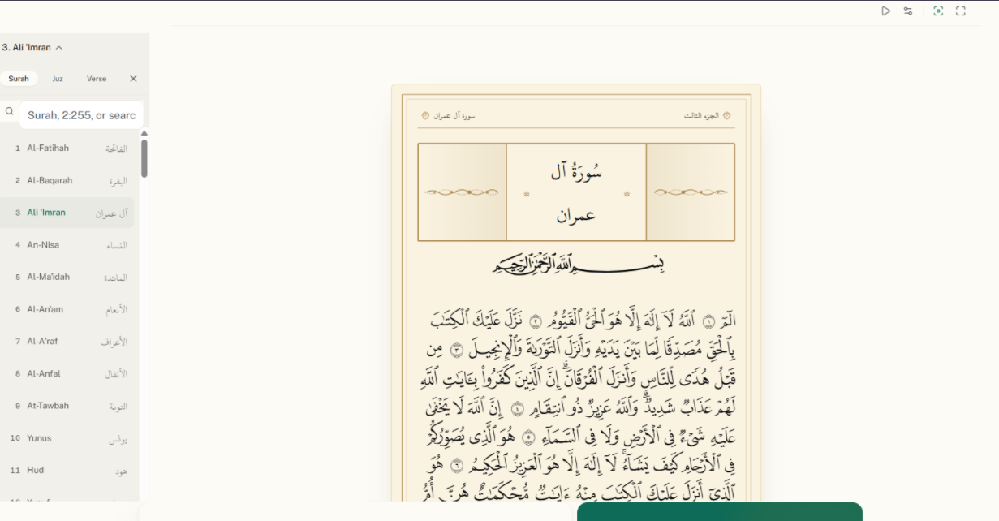 3. Ali 'Imran
Surah Juz Verse
Surah, 2:255, or searc
1 Al-Fatihah الفاتحة
2 Al-Baqarah البقرة
3 Ali 'Imran آل عمران
4 An-Nisa النساء
5 Al-Ma'idah المائدة
6 Al-An'am الأنعام
7 Al-A'raf الأعراف
8 Al-Anfal الأنفال
9 At-Tawbah التوبة
10 Yunus يونس
11 Hud هود
الجزء الثالث
سورة آل عمران
سُورَةُ آل
عمران
بِسْمِ ٱللَّهِ ٱلرَّحْمَٰنِ ٱلرَّحِيمِ
الٓمٓ ١ ٱللَّهُ لَآ إِلَٰهَ إِلَّا هُوَ ٱلْحَىُّ ٱلْقَيُّومُ ٢ نَزَّلَ عَلَيْكَ ٱلْكِتَٰبَ
بِٱلْحَقِّ مُصَدِّقًا لِّمَا بَيْنَ يَدَيْهِ وَأَنزَلَ ٱلتَّوْرَىٰةَ وَٱلْإِنجِيلَ ٣ مِن
قَبْلُ هُدًى لِّلنَّاسِ وَأَنزَلَ ٱلْفُرْقَانَ ۗ إِنَّ ٱلَّذِينَ كَفَرُوا۟ بِـَٔايَٰتِ ٱللَّهِ
لَهُمْ عَذَابٌ شَدِيدٌ ۗ وَٱللَّهُ عَزِيزٌ ذُو ٱنتِقَامٍ ٤ إِنَّ ٱللَّهَ لَا يَخْفَىٰ
عَلَيْهِ شَىْءٌ فِى ٱلْأَرْضِ وَلَا فِى ٱلسَّمَآءِ ٥ هُوَ ٱلَّذِى يُصَوِّرُكُمْ
فِى ٱلْأَرْحَامِ كَيْفَ يَشَآءُ ۚ لَآ إِلَٰهَ إِلَّا هُوَ ٱلْعَزِيزُ ٱلْحَكِيمُ ٦ هُوَ
ٱلَّذِىٓ أَنزَلَ عَلَيْكَ ٱلْكِتَٰبَ مِنْهُ ءَايَٰتٌ مُّحْكَمَٰتٌ هُنَّ أُمُّ